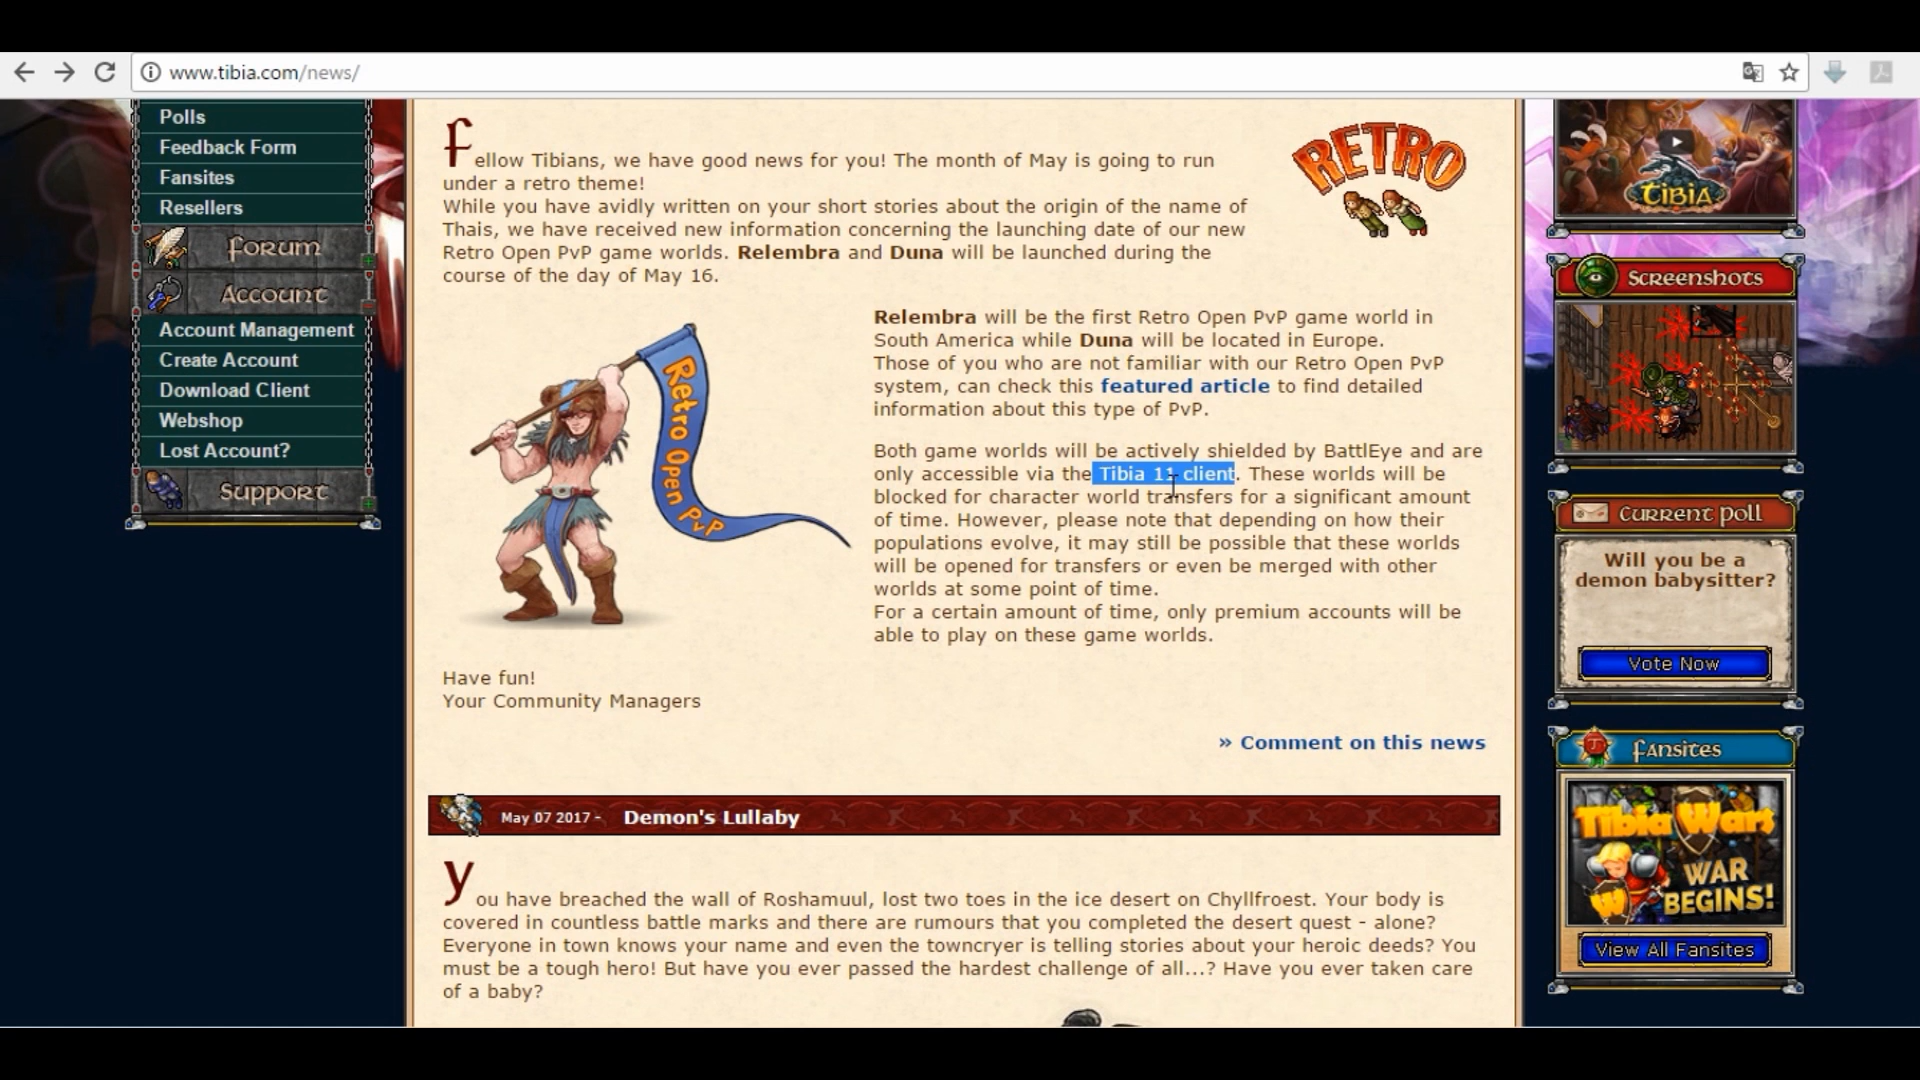 www.tibia.com/news/
Polls
Feedback Form
Fansites
Resellers
Forum
Account
Account Management
Create Account
Download Client
Webshop
Lost Account?
Support
Fellow Tibians, we have good news for you! The month of May is going to run
under a retro theme!
While you have avidly written on your short stories about the origin of the name of
Thais, we have received new information concerning the launching date of our new
Retro Open PvP game worlds. Relembra and Duna will be launched during the
course of the day of May 16.
RETRO
Retro Open PvP
Relembra will be the first Retro Open PvP game world in
South America while Duna will be located in Europe.
Those of you who are not familiar with our Retro Open PvP
system, can check this featured article to find detailed
information about this type of PvP.
Both game worlds will be actively shielded by BattlEye and are
only accessible via the Tibia 11 client. These worlds will be
blocked for character world transfers for a significant amount
of time. However, please note that depending on how their
populations evolve, it may still be possible that these worlds
will be opened for transfers or even be merged with other
worlds at some point of time.
For a certain amount of time, only premium accounts will be
able to play on these game worlds.
Have fun!
Your Community Managers
» Comment on this news
May 07 2017 - Demon's Lullaby
You have breached the wall of Roshamuul, lost two toes in the ice desert on Chyllfroest. Your body is
covered in countless battle marks and there are rumours that you completed the desert quest - alone?
Everyone in town knows your name and even the towncryer is telling stories about your heroic deeds? You
must be a tough hero! But have you ever passed the hardest challenge of all...? Have you ever taken care
of a baby?
TIBIA
Screenshots
Current Poll
Will you be a
demon babysitter?
Vote Now
Fansites
Tibia Wars
WAR
BEGINS!
View All Fansites